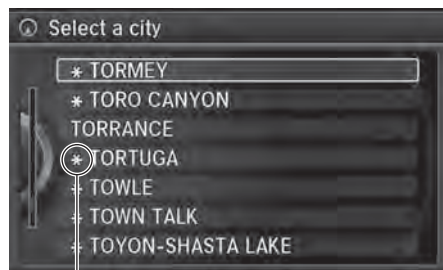 Select a city
* TORMEY
* TORO CANYON
TORRANCE
* TORTUGA
* TOWLE
* TOWN TALK
* TOYON-SHASTA LAKE